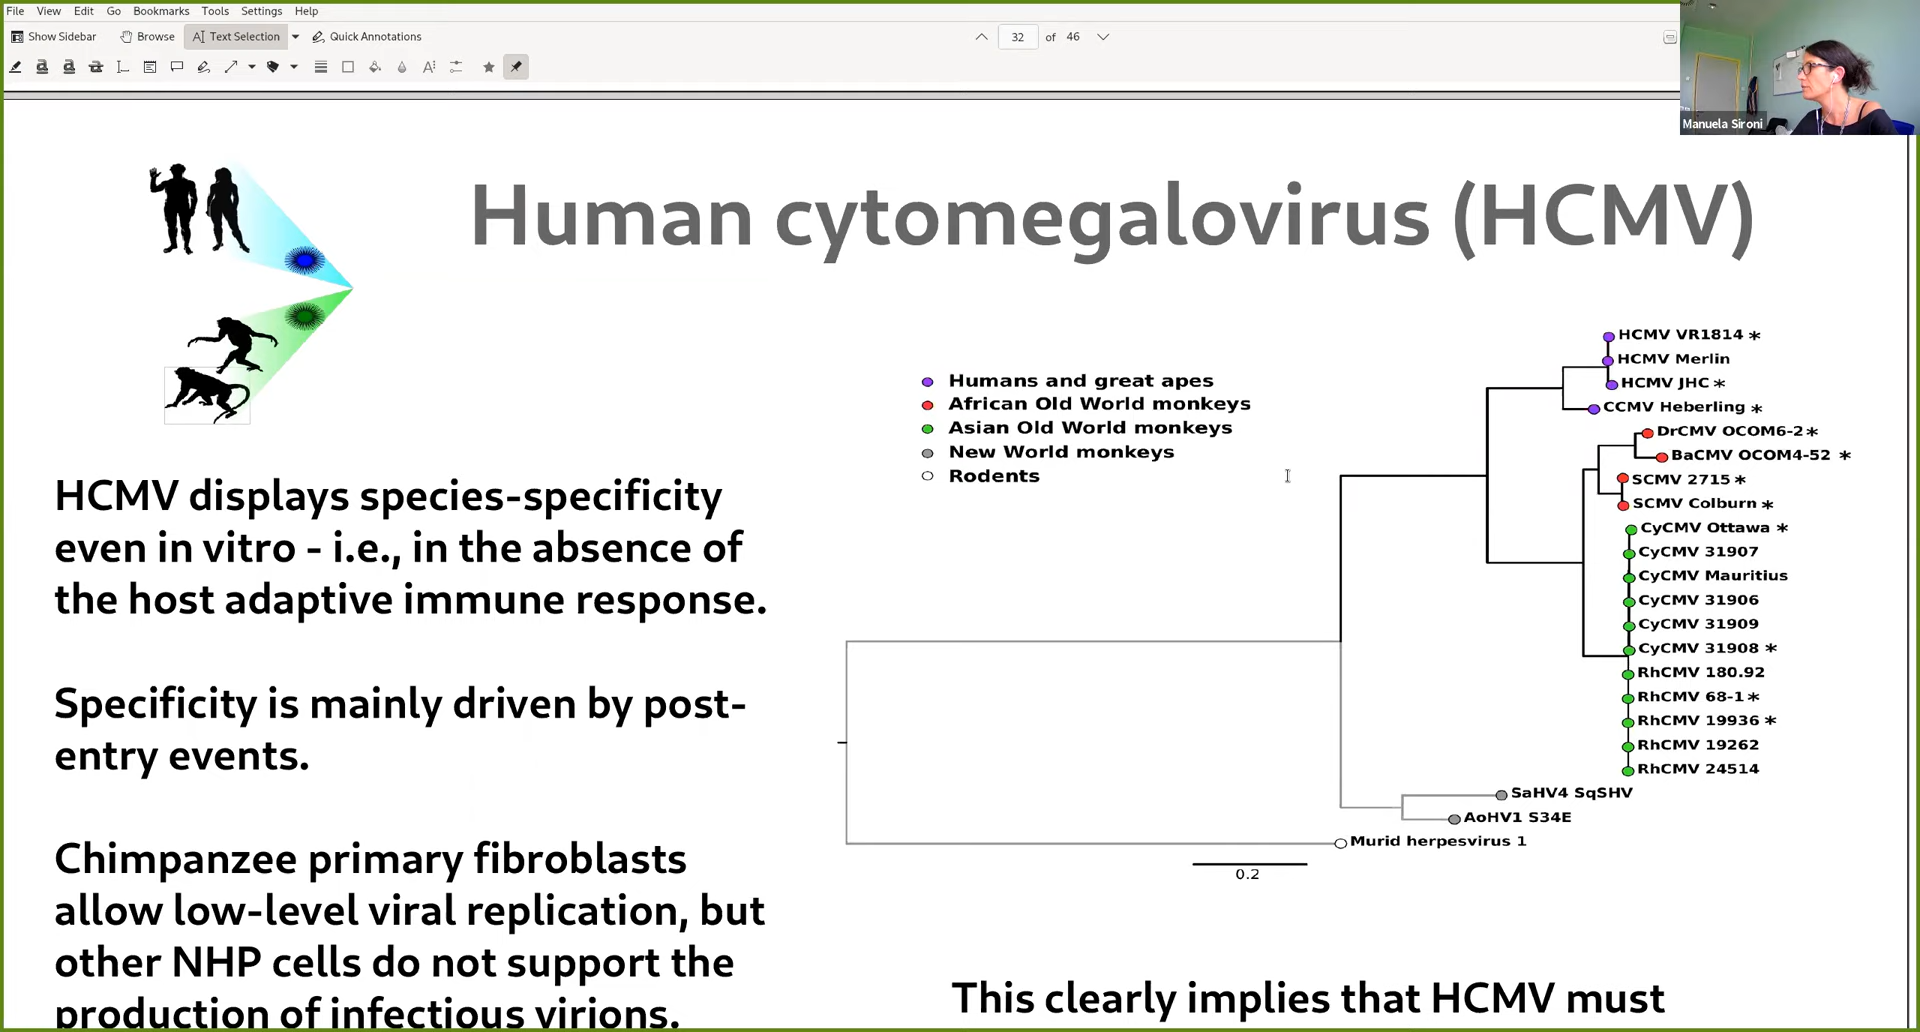 File View Edit Go Bookmarks Tools Settings Help
Show Sidebar Browse Text Selection Quick Annotations 32 of 46
Manuela Sironi
Human cytomegalovirus (HCMV)
HCMV displays species-specificity
even in vitro - i.e., in the absence of
the host adaptive immune response.
Specificity is mainly driven by post-
entry events.
Chimpanzee primary fibroblasts
allow low-level viral replication, but
other NHP cells do not support the
production of infectious virions.
Humans and great apes
African Old World monkeys
Asian Old World monkeys
New World monkeys
Rodents
HCMV VR1814 *
HCMV Merlin
HCMV JHC *
CCMV Heberling *
DrCMV OCOM6-2 *
BaCMV OCOM4-52 *
SCMV 2715 *
SCMV Colburn *
CyCMV Ottawa *
CyCMV 31907
CyCMV Mauritius
CyCMV 31906
CyCMV 31909
CyCMV 31908 *
RhCMV 180.92
RhCMV 68-1 *
RhCMV 19936 *
RhCMV 19262
RhCMV 24514
SaHV4 SqSHV
AoHV1 S34E
Murid herpesvirus 1
0.2
This clearly implies that HCMV must